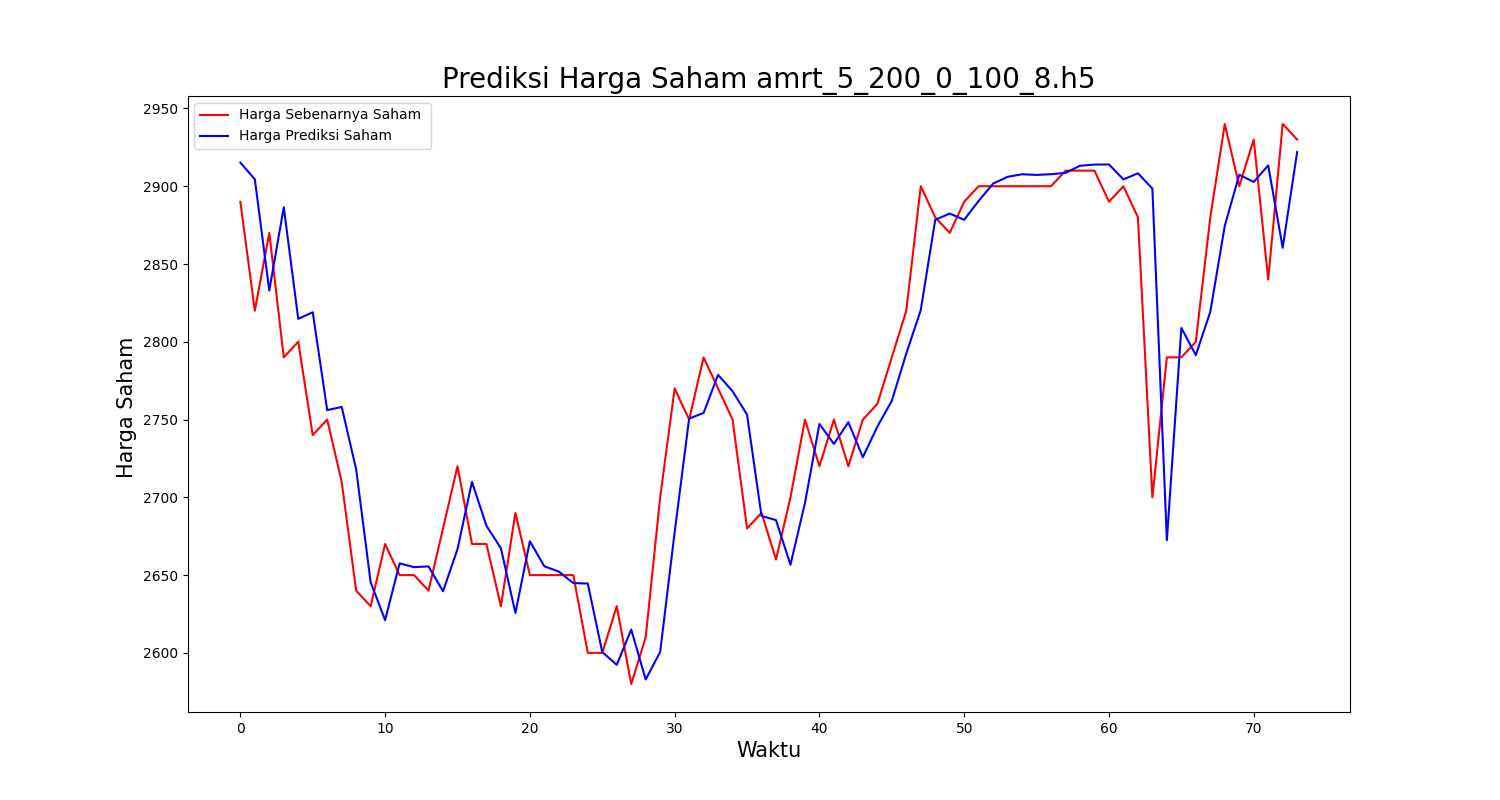 Prediksi Harga Saham amrt_5_200_0_100_8.h5
Harga Sebenarnya Saham
Harga Prediksi Saham
Harga Saham
2950
2900
2850
2800
2750
2700
2650
2600
0 10 20 30 40 50 60 70
Waktu